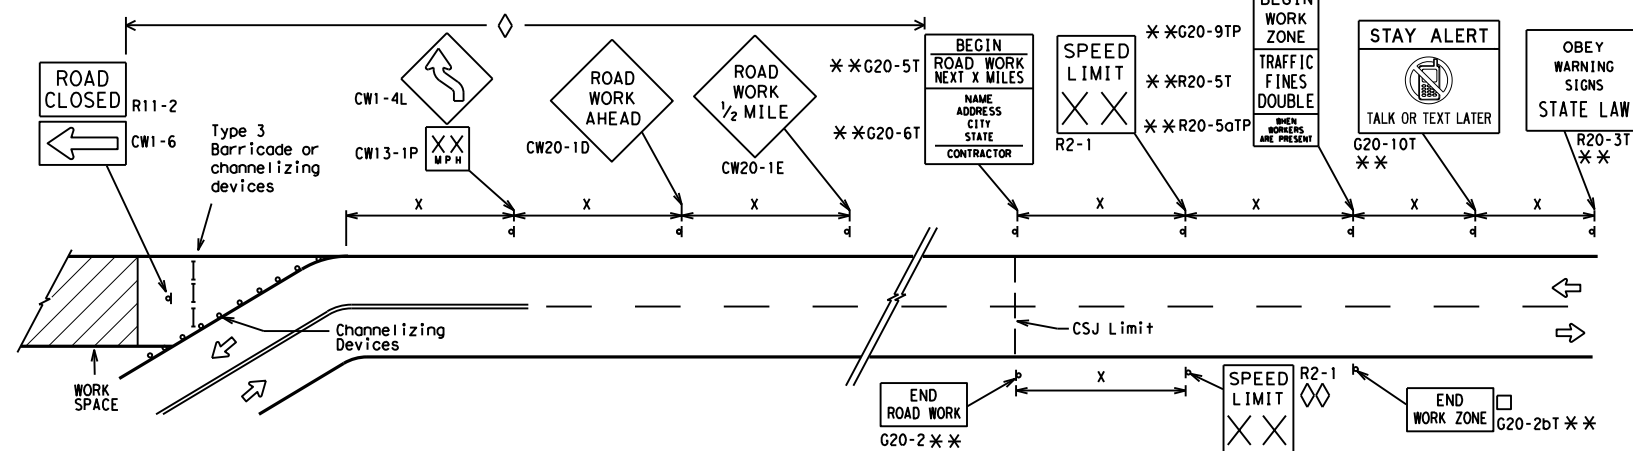 ROAD
CLOSED
R11-2
CW1-6
Type 3
Barricade or
channelizing
devices
CW1-4L
XX
MPH
CW13-1P
ROAD
WORK
AHEAD
CW20-1D
ROAD
WORK
1/2 MILE
CW20-1E
**G20-5T
**G20-6T
BEGIN
ROAD WORK
NEXT X MILES
NAME
ADDRESS
CITY
STATE
CONTRACTOR
SPEED
LIMIT
XX
R2-1
**G20-9TP
**R20-5T
**R20-5aTP
BEGIN
WORK
ZONE
TRAFFIC
FINES
DOUBLE
WHEN
WORKERS
ARE PRESENT
STAY ALERT
TALK OR TEXT LATER
G20-10T
**
OBEY
WARNING
SIGNS
STATE LAW
R20-3T
**
X
X
X
X
X
X
X
Channelizing
Devices
CSJ Limit
WORK
SPACE
END
ROAD WORK
G20-2 **
X
SPEED
LIMIT
XX
R2-1
END
WORK ZONE
G20-2bT **